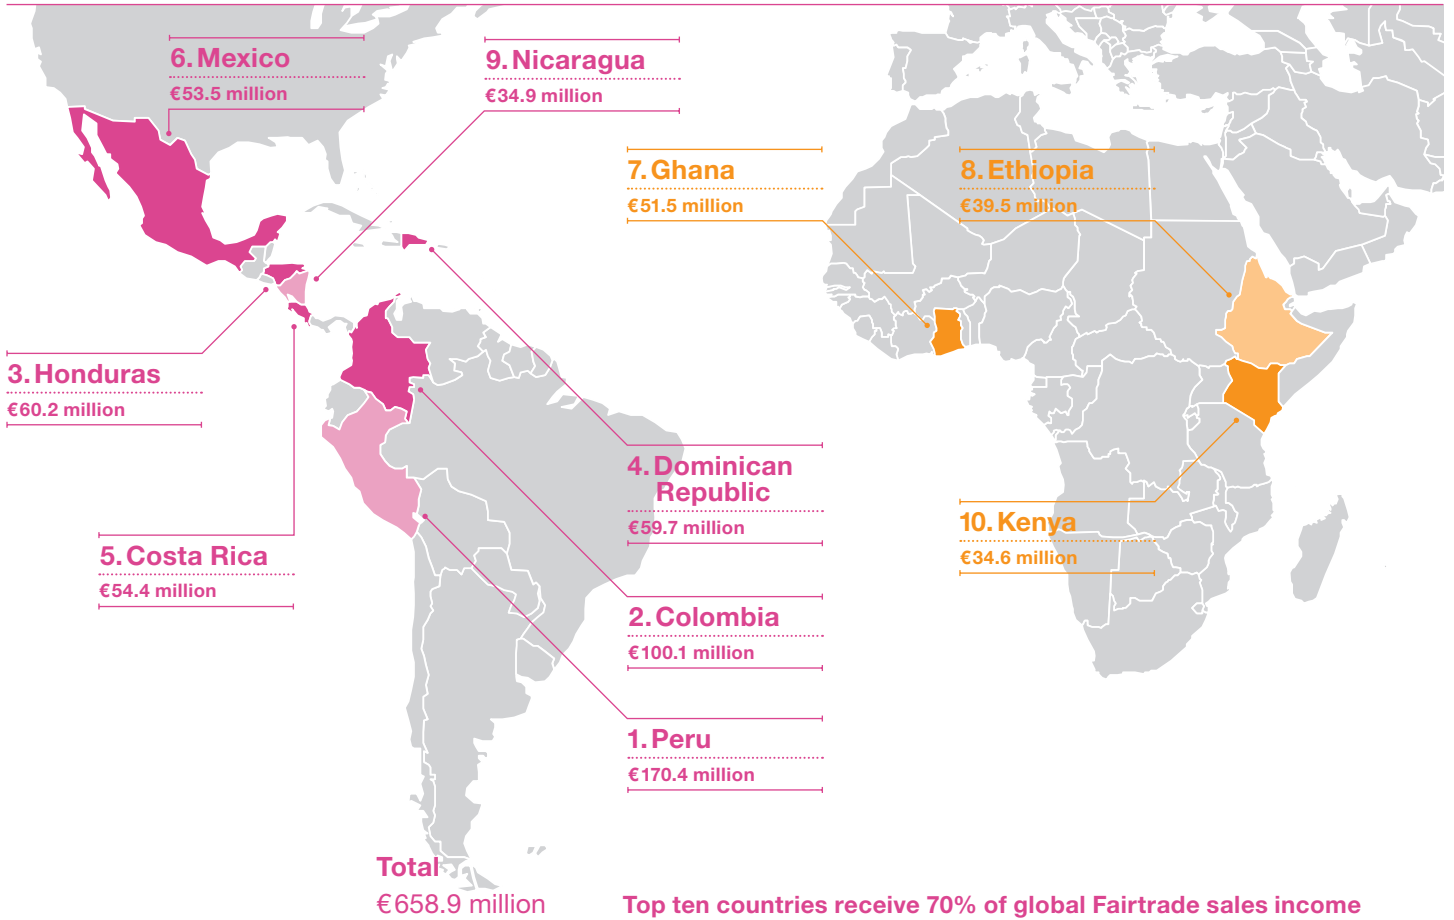 6. Mexico
€53.5 million
9. Nicaragua
€34.9 million
7. Ghana
€51.5 million
8. Ethiopia
€39.5 million
3. Honduras
€60.2 million
4. Dominican
Republic
€59.7 million
10. Kenya
€34.6 million
5. Costa Rica
€54.4 million
2. Colombia
€100.1 million
1. Peru
€170.4 million
Total
€658.9 million
Top ten countries receive 70% of global Fairtrade sales income